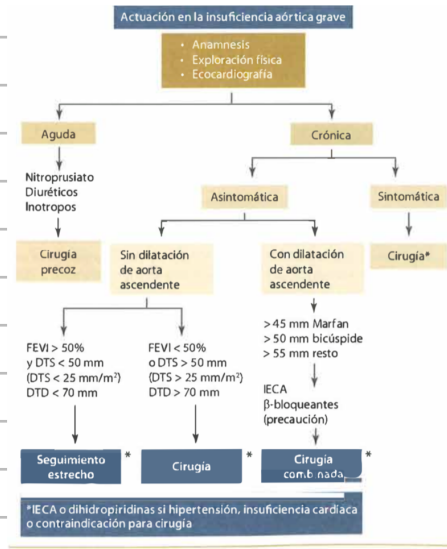 Actuación en la insuficiencia aórtica grave
• Anamnesis
• Exploración física
• Ecocardiografía
Aguda
Crónica
Nitroprusiato
Diuréticos
Inotropos
Asintomática
Sintomática
Cirugía
precoz
Sin dilatación
de aorta
ascendente
Con dilatación
de aorta
ascendente
Cirugía*
FEVI > 50%
y DTS < 50 mm
(DTS < 25 mm/m²)
DTD < 70 mm
FEVI < 50%
o DTS > 50 mm
(DTS > 25 mm/m²)
DTD > 70 mm
> 45 mm Marfan
> 50 mm bicúspide
> 55 mm resto
IECA
β-bloqueantes
(precaución)
Seguimiento
estrecho
*
Cirugía
*
Cirugía
combinada
*
*IECA o dihidropiridinas si hipertensión, insuficiencia cardíaca
o contraindicación para cirugía